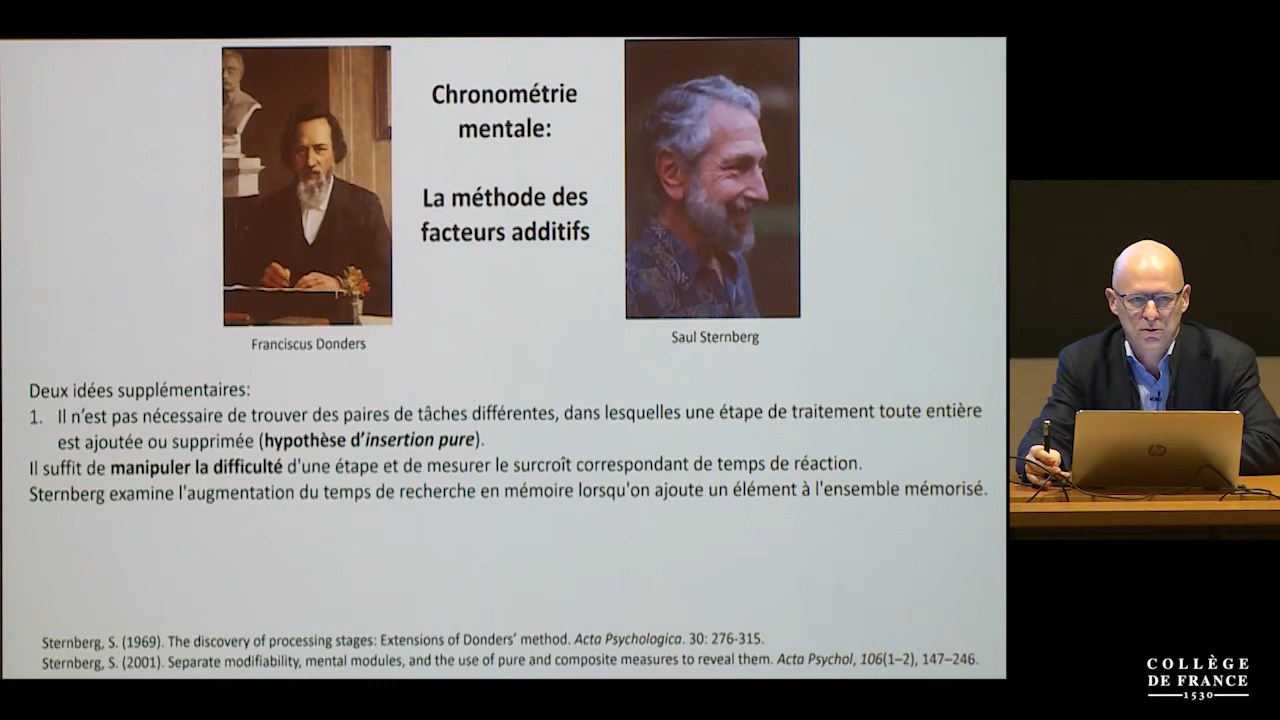 Chronométrie
mentale:
La méthode des
facteurs additifs
Franciscus Donders
Saul Sternberg
Deux idées supplémentaires:
1. Il n'est pas nécessaire de trouver des paires de tâches différentes, dans lesquelles une étape de traitement toute entière
est ajoutée ou supprimée (hypothèse d'insertion pure).
Il suffit de manipuler la difficulté d'une étape et de mesurer le surcroît correspondant de temps de réaction.
Sternberg examine l'augmentation du temps de recherche en mémoire lorsqu'on ajoute un élément à l'ensemble mémorisé.
Sternberg, S. (1969). The discovery of processing stages: Extensions of Donders' method. Acta Psychologica. 30: 276-315.
Sternberg, S. (2001). Separate modifiability, mental modules, and the use of pure and composite measures to reveal them. Acta Psychol, 106(1–2), 147–246.
hp
COLLÈGE
DE FRANCE
1530